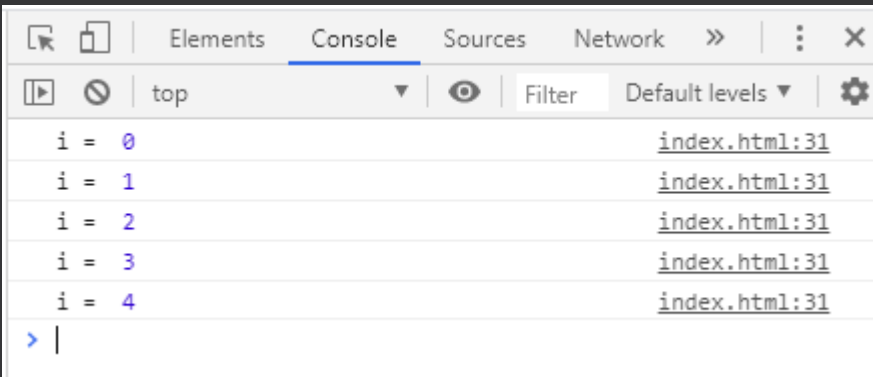 Elements Console Sources Network »
top Filter Default levels
i = 0 index.html:31
i = 1 index.html:31
i = 2 index.html:31
i = 3 index.html:31
i = 4 index.html:31
>